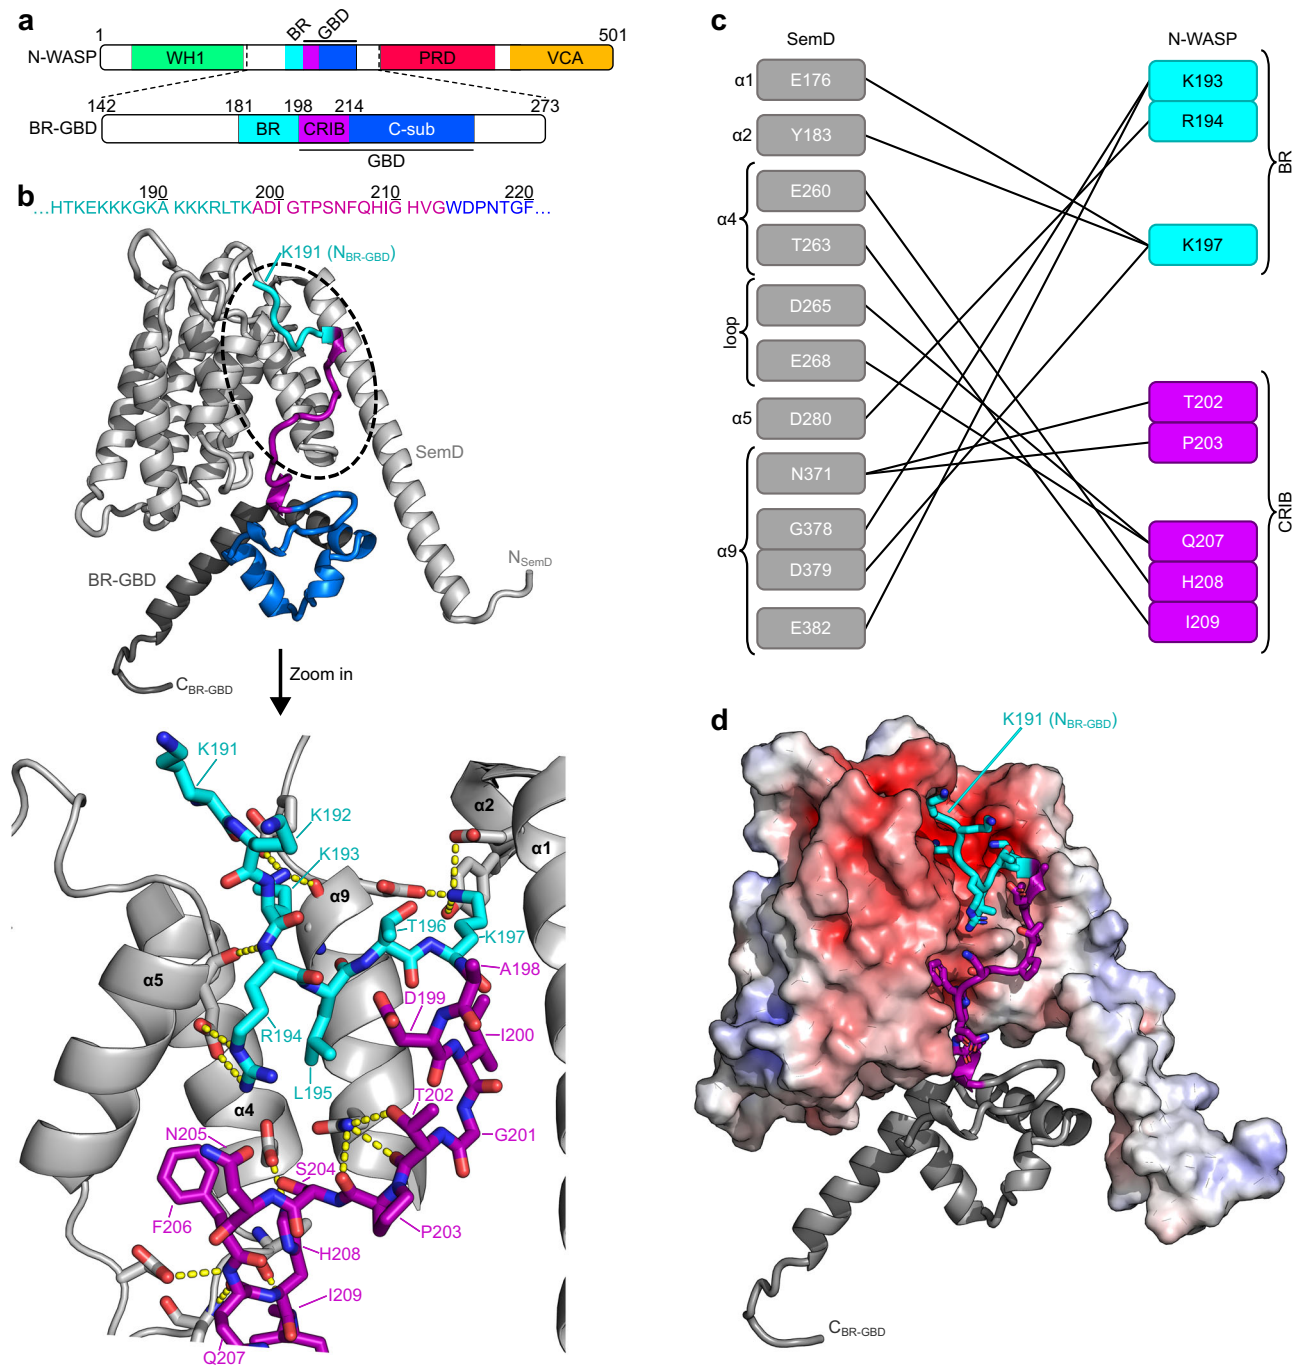 a
1
BR
GBD
501
N-WASP
WH1
PRD
VCA
142
181
198
214
273
BR-GBD
BR
CRIB
C-sub
GBD
b
190 200 210 220
...HTKEKKKGKA KKKRLTKADI GTPSNFQHIG HVGWDPNTGF...
K191 (NBR-GBD)
SemD
NSemD
BR-GBD
CBR-GBD
Zoom in
K191
K192
K193
α2
α1
α9
T196
K197
A198
α5
D199
I200
R194
L195
T202
α4
G201
N205
S204
F206
P203
H208
I209
Q207
c
SemD
N-WASP
α1
E176
K193
R194
α2
Y183
BR
E260
α4
T263
K197
D265
loop
E268
T202
α5
D280
P203
N371
CRIB
G378
Q207
α9
D379
H208
E382
I209
d
K191 (NBR-GBD)
CBR-GBD